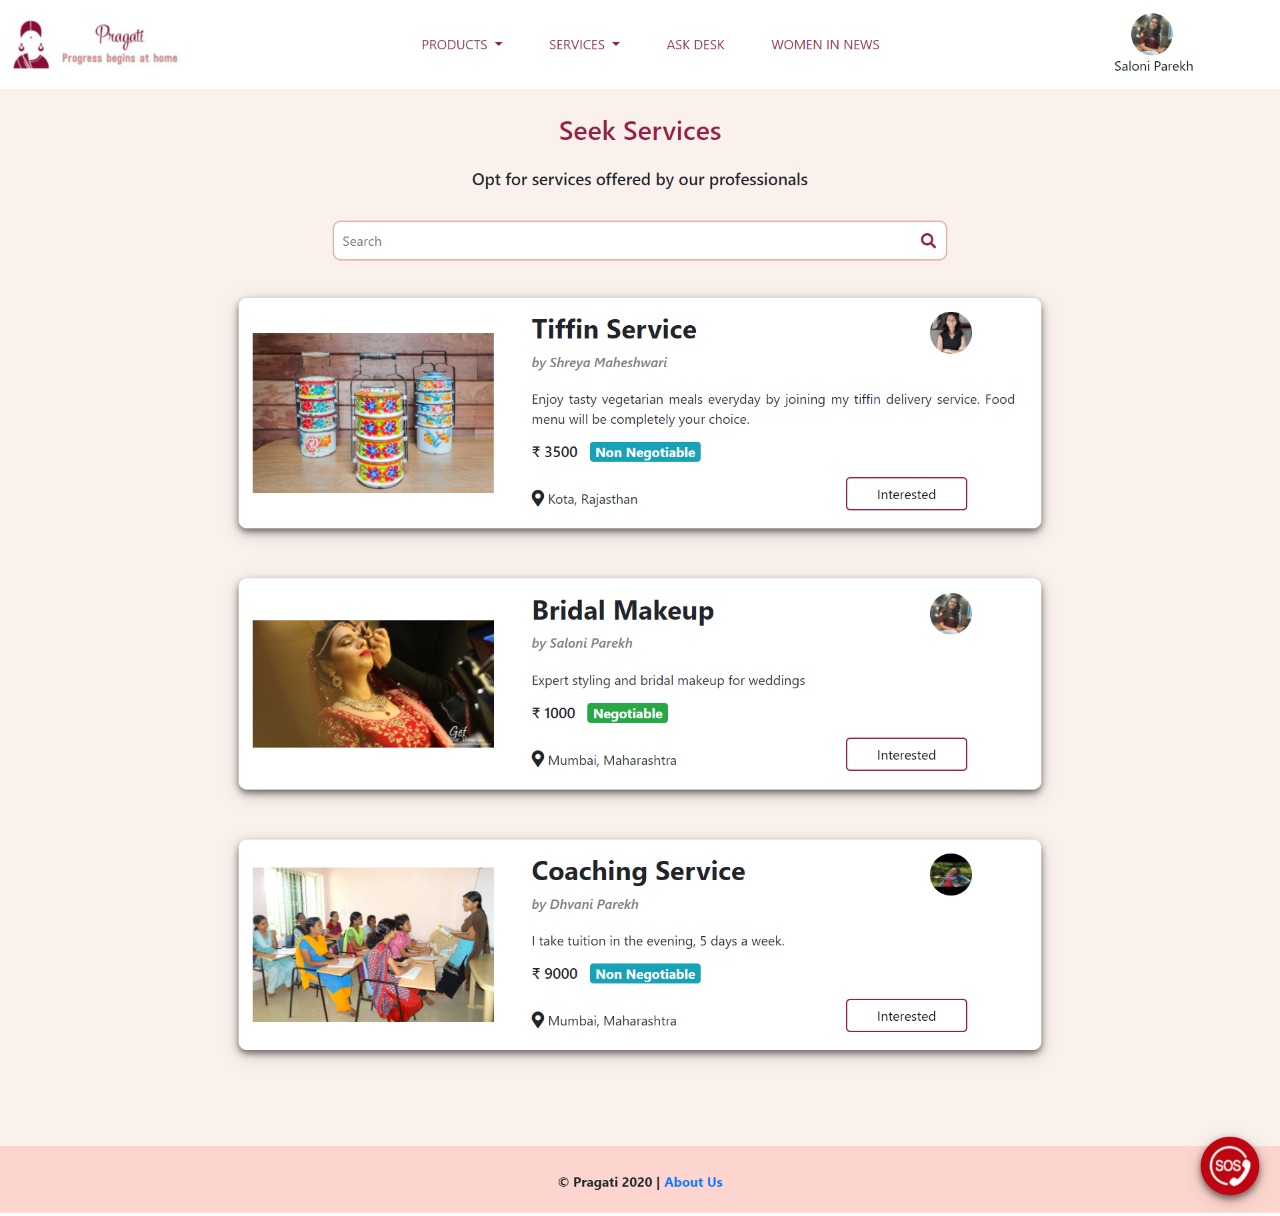 Pragati
Progress begins at home
PRODUCTS
SERVICES
ASK DESK
WOMEN IN NEWS
Saloni Parekh
Seek Services
Opt for services offered by our professionals
Search
Tiffin Service
by Shreya Maheshwari
Enjoy tasty vegetarian meals everyday by joining my tiffin delivery service. Food
menu will be completely your choice.
₹ 3500 Non Negotiable
Kota, Rajasthan
Interested
Bridal Makeup
by Saloni Parekh
Expert styling and bridal makeup for weddings
₹ 1000 Negotiable
Get
Mumbai, Maharashtra
Interested
Coaching Service
by Dhvani Parekh
I take tuition in the evening, 5 days a week.
₹ 9000 Non Negotiable
Mumbai, Maharashtra
Interested
SOS
© Pragati 2020 | About Us